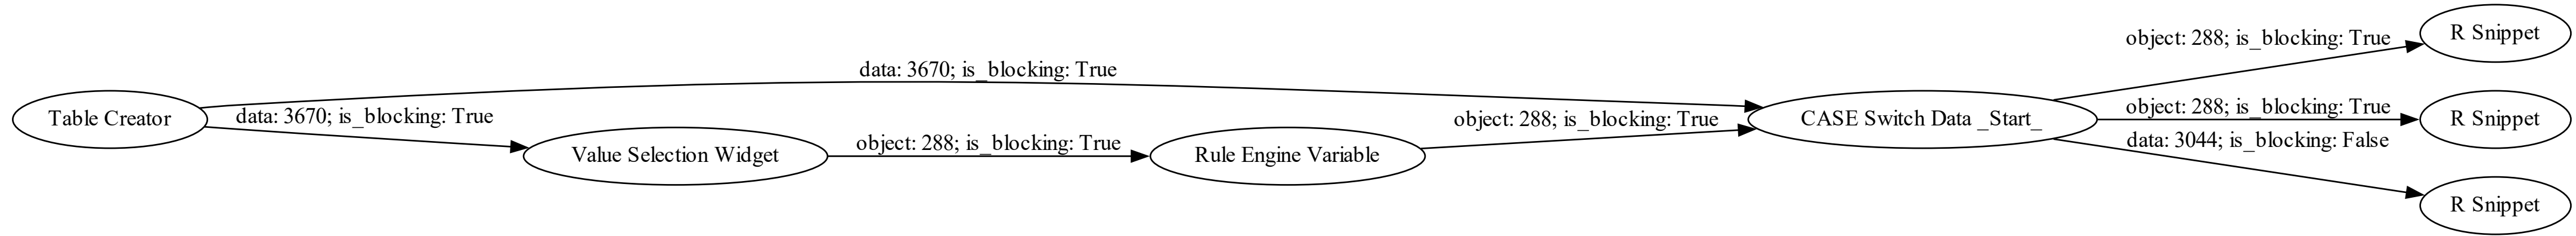 Table Creator
data: 3670; is_blocking: True
data: 3670; is_blocking: True
Value Selection Widget
object: 288; is_blocking: True
Rule Engine Variable
object: 288; is_blocking: True
CASE Switch Data _Start_
object: 288; is_blocking: True
object: 288; is_blocking: True
data: 3044; is_blocking: False
R Snippet
R Snippet
R Snippet